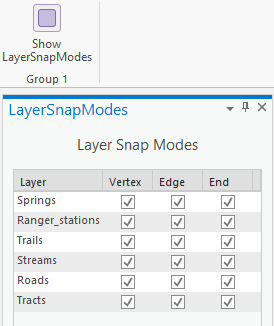 Show
LayerSnapModes
Group 1
LayerSnapModes
Layer Snap Modes
Layer Vertex Edge End
Springs
Ranger_stations
Trails
Streams
Roads
Tracts